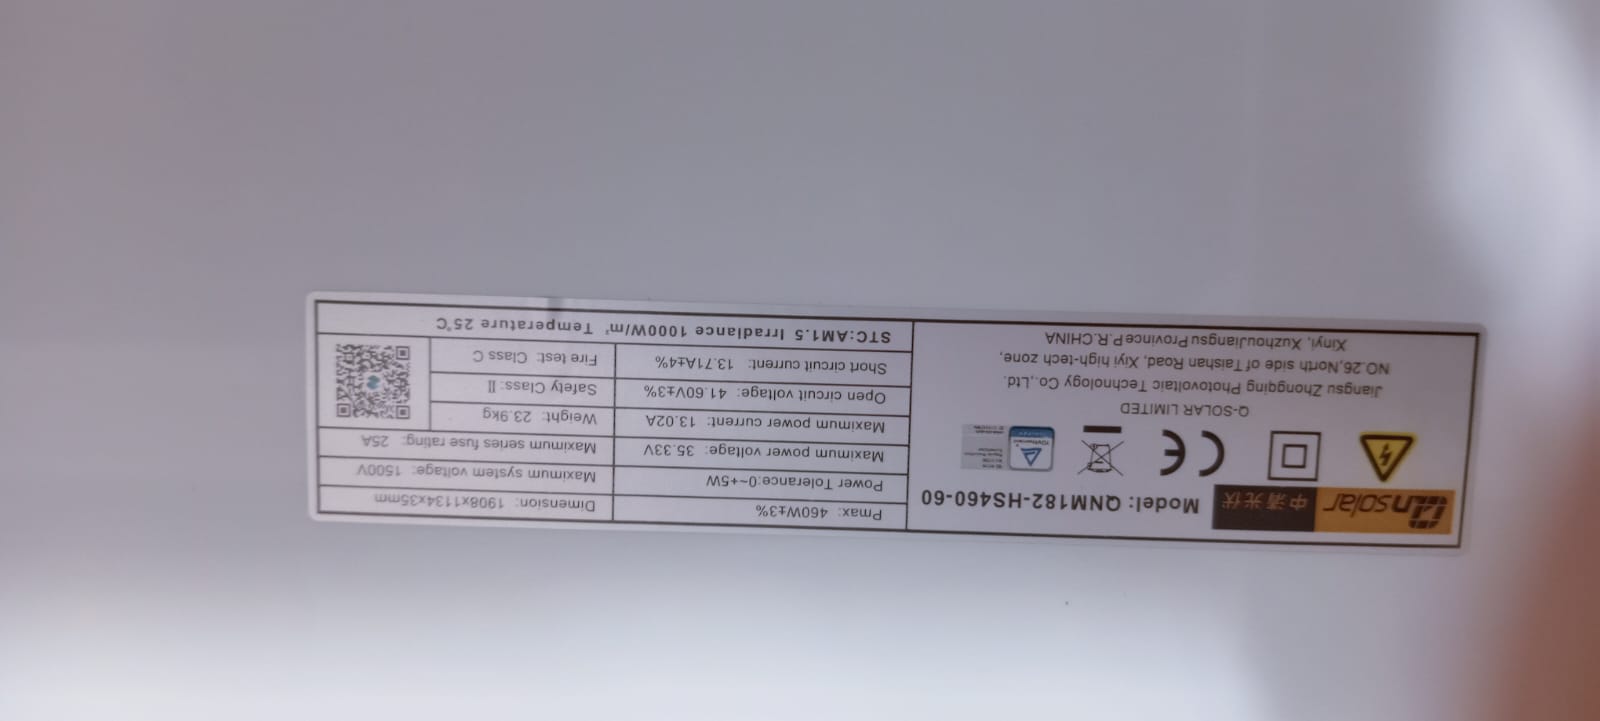 Qnsolar 中清光伏 Model: QNM182-HS460-60
Q-SOLAR LIMITED
Jiangsu Zhongqing Photovoltaic Technology Co.,Ltd.
NO.26,North side of Taishan Road, Xiyi high-tech zone,
Xinyi, XuzhouJiangsu Province P.R.CHINA
Pmax: 460W±3%
Power Tolerance:0~+5W
Maximum power voltage: 35.33V
Maximum power current: 13.02A
Open circuit voltage: 41.60V±3%
Short circuit current: 13.71A±4%
Dimension: 1908x1134x35mm
Maximum system voltage: 1500V
Maximum series fuse rating: 25A
Weight: 23.9kg
Safety Class: Ⅱ
Fire test: Class C
STC:AM1.5 Irradiance 1000W/m² Temperature 25℃